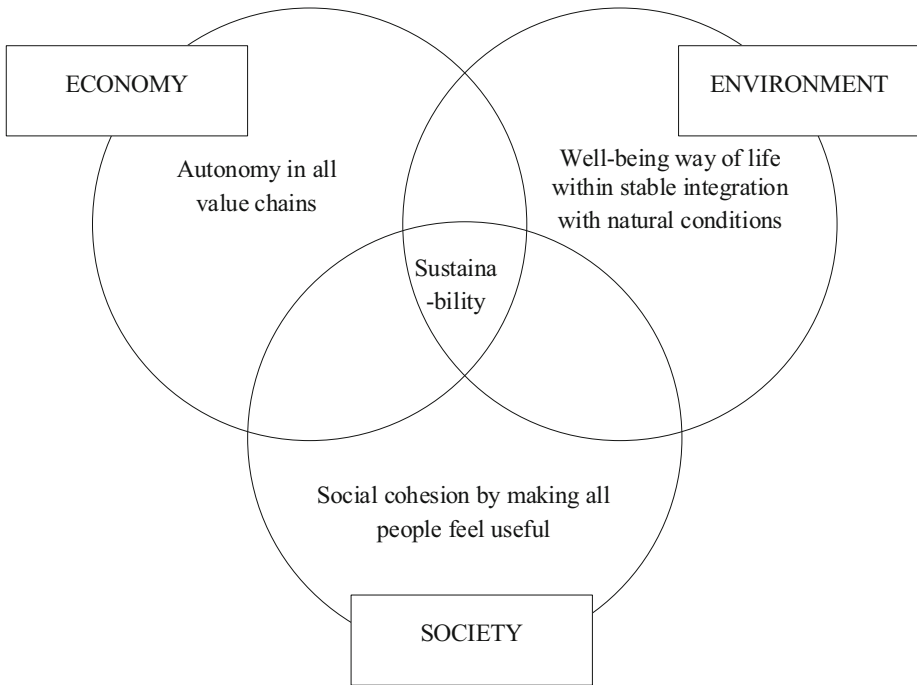 ECONOMY
ENVIRONMENT
Autonomy in all
value chains
Well-being way of life
within stable integration
with natural conditions
Sustaina
-bility
Social cohesion by making all
people feel useful
SOCIETY